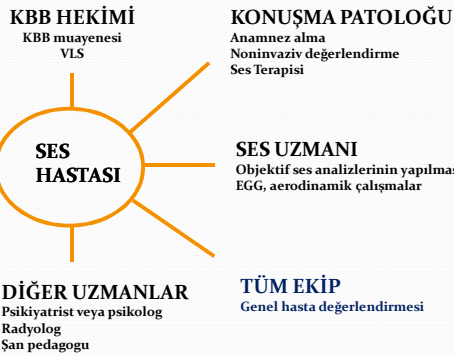 KBB HEKİMİ
KBB muayenesi
VLS
KONUŞMA PATOLOĞU
Anamnez alma
Noninvaziv değerlendirme
Ses Terapisi
SES
HASTASI
SES UZMANI
Objektif ses analizlerinin
EGG, aerodinamik çalışmalar
DİĞER UZMANLAR
Psikiyatrist veya psikolog
Radyolog
Şan pedagogu
TÜM EKİP
Genel hasta değerlendirmesi